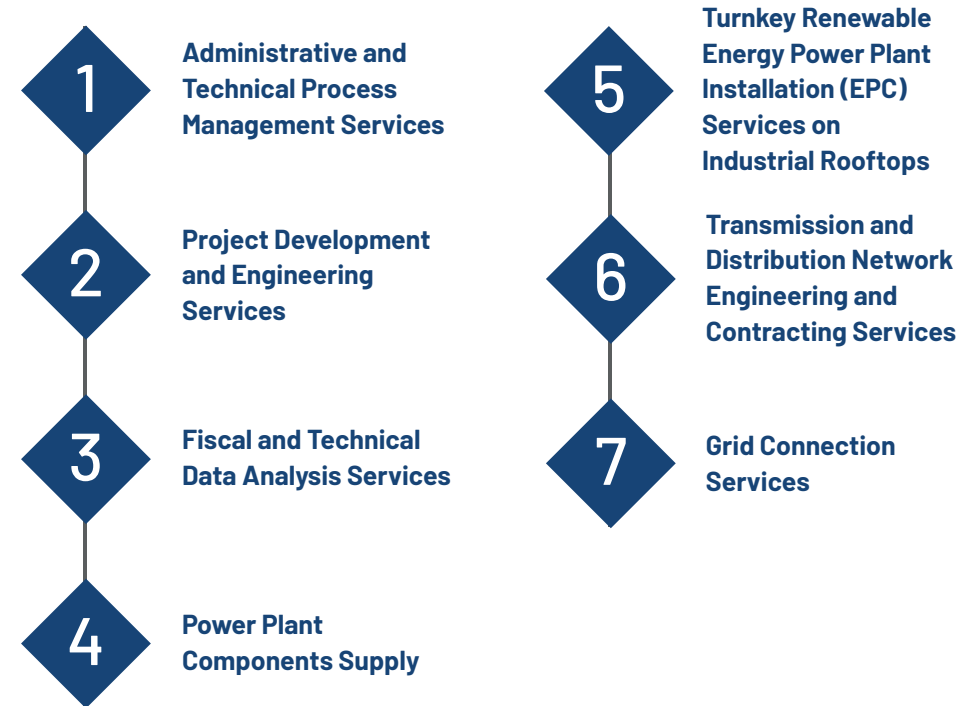 1
Administrative and
Technical Process
Management Services
2
Project Development
and Engineering
Services
3
Fiscal and Technical
Data Analysis Services
4
Power Plant
Components Supply
5
Turnkey Renewable
Energy Power Plant
Installation (EPC)
Services on
Industrial Rooftops
6
Transmission and
Distribution Network
Engineering and
Contracting Services
7
Grid Connection
Services